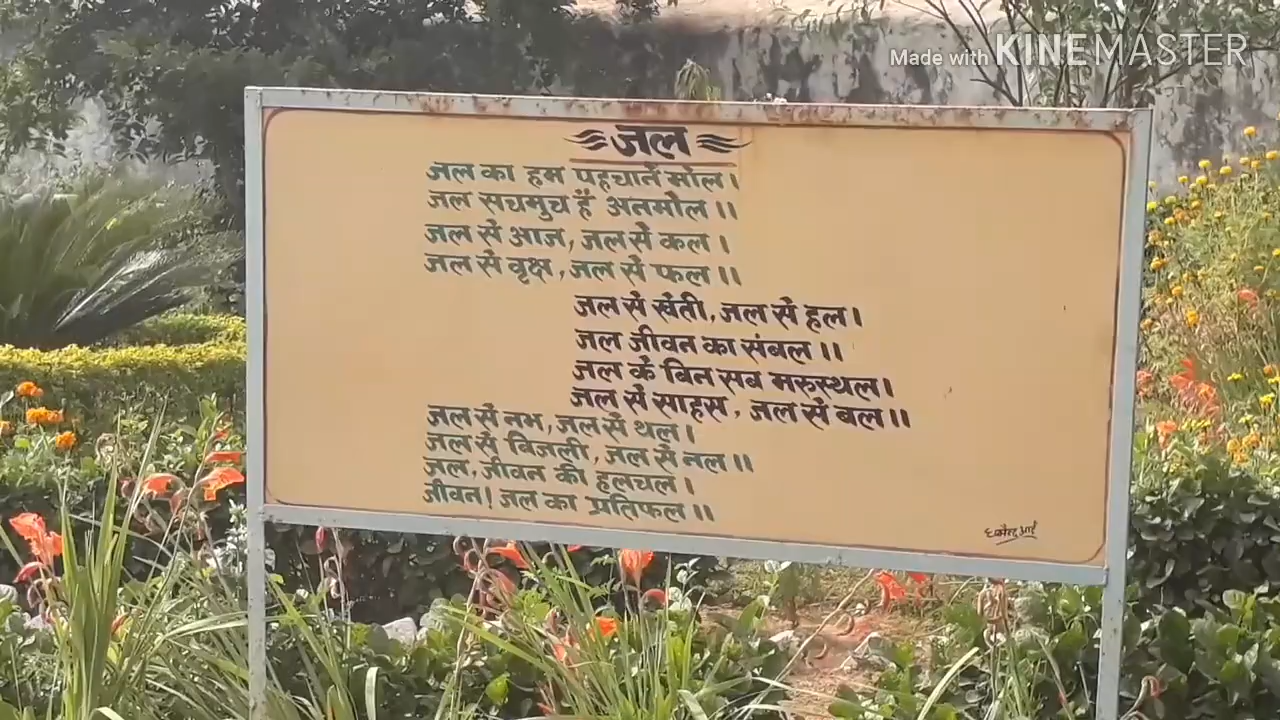 Made with KINEMASTER
जल
जल का हम पहचानें मोल।
जल सचमुच है अनमोल।।
जल से आज, जल से कल।
जल से वृक्ष, जल से फल।।
जल से खेती, जल से हल।
जल जीवन का संबल।।
जल के बिन सब मरुस्थल।
जल से साहस, जल से बल।।
जल से नभ, जल से थल।
जल से बिजली, जल से नल।।
जल, जीवन की हलचल।
जीवन! जल का प्रतिफल।।
धर्मेन्द्र आर्ट